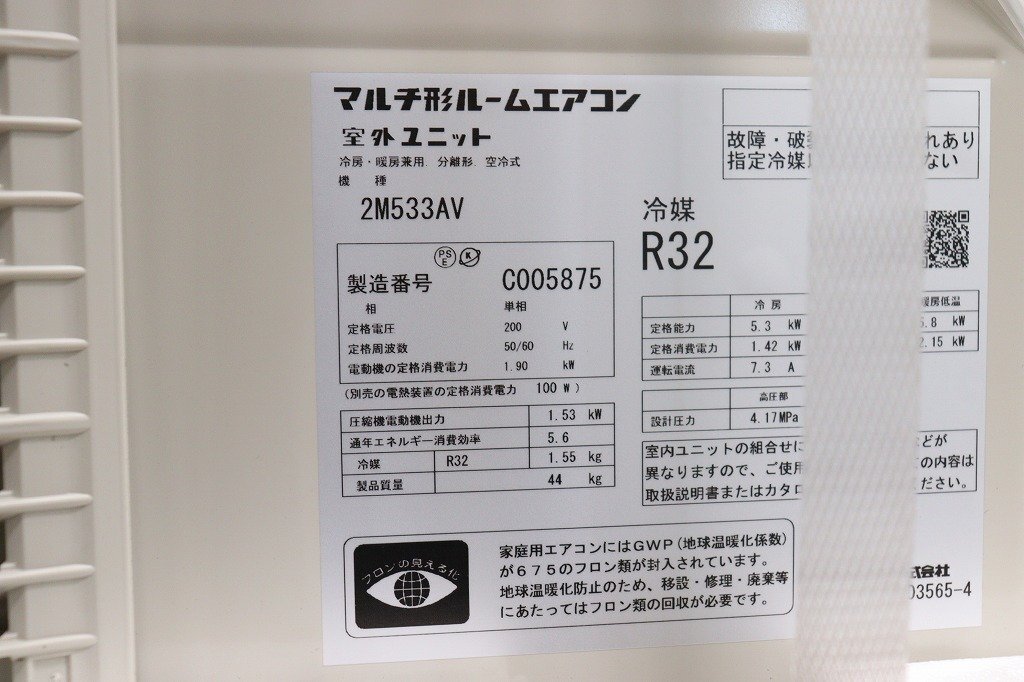 マルチ形ルームエアコン
室外ユニット
冷房・暖房兼用. 分離形. 空冷式
機 種
2M533AV
PS
E
K
製造番号 C005875
相 単相
定格電圧 200 V
定格周波数 50/60 Hz
電動機の定格消費電力 1.90 kW
(別売の電熱装置の定格消費電力 100 W)
圧縮機電動機出力 1.53 kW
通年エネルギー消費効率 5.6
冷媒 R32 1.55 kg
製品質量 44 kg
故障・破 れあり
指定冷媒 ない
冷媒
R32
冷 房 暖房低温
定格能力 5.3 kW .8 kW
定格消費電力 1.42 kW .15 kW
運転電流 7.3 A
高圧部
設計圧力 4.17MPa
室内ユニットの組合せに などが
異なりますので、ご使用 の内容は
取扱説明書またはカタロ ださい。
フロンの見える化
家庭用エアコンにはGWP(地球温暖化係数)
が675のフロン類が封入されています。
地球温暖化防止のため、移設・修理・廃棄等
にあたってはフロン類の回収が必要です。
式会社
03565-4